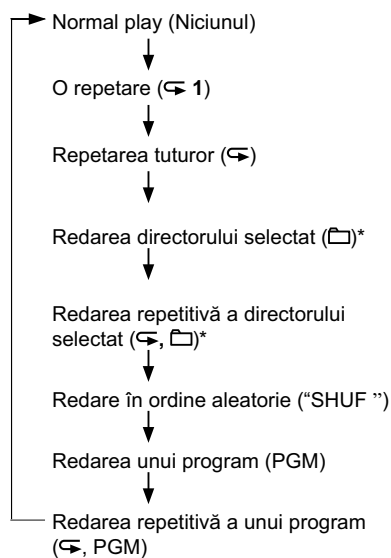 Normal play (Niciunul)
O repetare (⮎ 1)
Repetarea tuturor (⮎)
Redarea directorului selectat (🗀)*
Redarea repetitivă a directorului
selectat (⮎, 🗀)*
Redare în ordine aleatorie (“SHUF ”)
Redarea unui program (PGM)
Redarea repetitivă a unui program
(⮎, PGM)